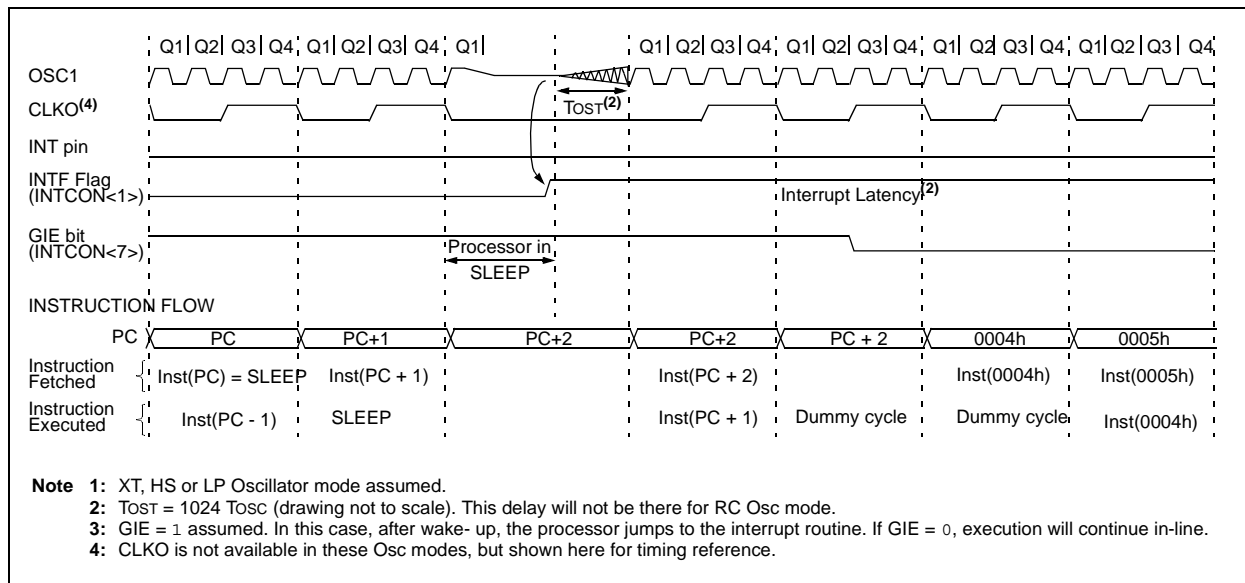 Q1 Q2 Q3 Q4 Q1 Q2 Q3 Q4 Q1 Q1 Q2 Q3 Q4 Q1 Q2 Q3 Q4 Q1 Q2 Q3 Q4 Q1 Q2 Q3 Q4
OSC1
TOST(2)
CLKO(4)
INT pin
INTF Flag
(INTCON<1>)
Interrupt Latency(2)
GIE bit
(INTCON<7>)
Processor in
SLEEP
INSTRUCTION FLOW
PC PC PC+1 PC+2 PC+2 PC + 2 0004h 0005h
Instruction
Fetched
Inst(PC) = SLEEP Inst(PC + 1) Inst(PC + 2) Inst(0004h) Inst(0005h)
Instruction
Executed
Inst(PC - 1) SLEEP Inst(PC + 1) Dummy cycle Dummy cycle Inst(0004h)
Note 1: XT, HS or LP Oscillator mode assumed.
2: TOST = 1024 TOSC (drawing not to scale). This delay will not be there for RC Osc mode.
3: GIE = 1 assumed. In this case, after wake- up, the processor jumps to the interrupt routine. If GIE = 0, execution will continue in-line.
4: CLKO is not available in these Osc modes, but shown here for timing reference.